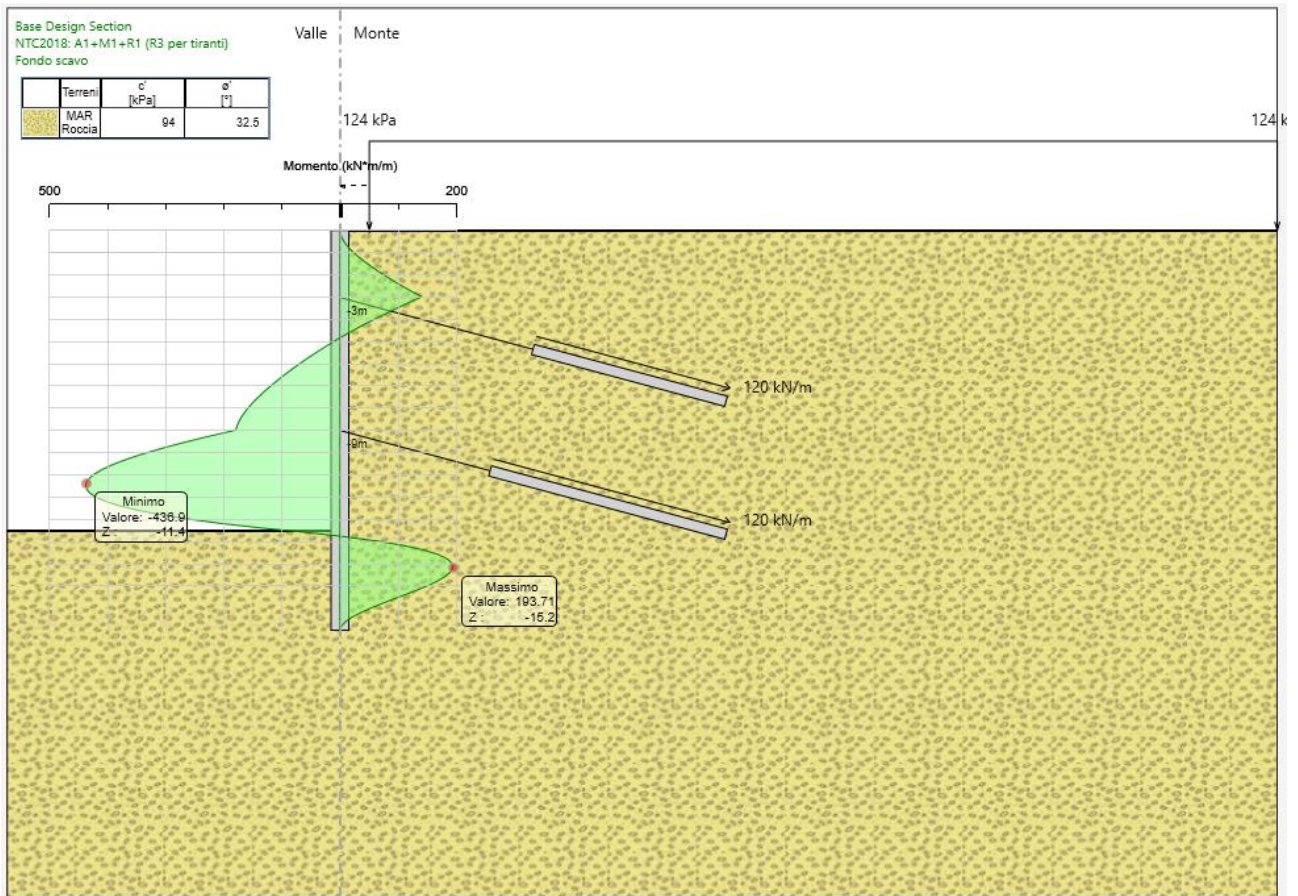 Base Design Section
NTC2018: A1+M1+R1 (R3 per tiranti)
Fondo scavo
Valle
Monte
Terreni c' [kPa] ø' [°]
MAR Roccia 94 32.5
124 kPa
124 k
Momento (kN*m/m)
500
200
-3m
120 kN/m
-9m
120 kN/m
Minimo
Valore: -436.9
Z : -11.4
Massimo
Valore: 193.71
Z : -15.2